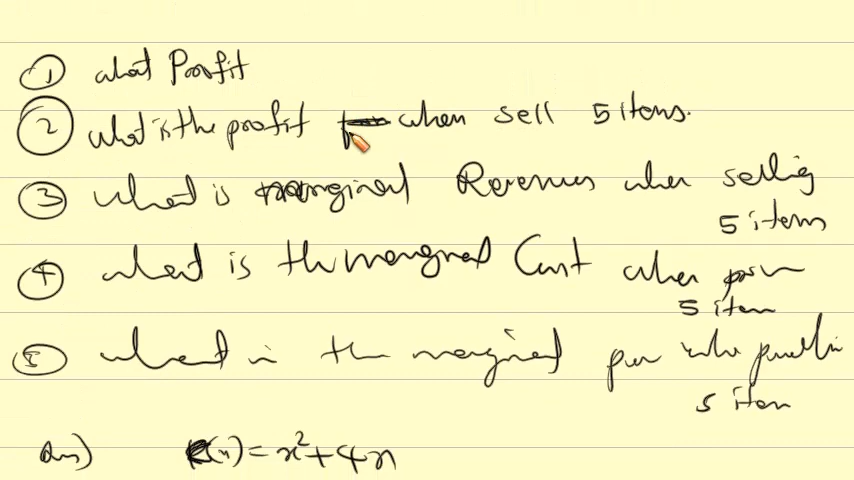 ① what Profit
② what is the profit when sell 5 items.
③ what is marginal Revenues when selling
5 items
④ what is the marginal Cost when
5 item
⑤ what is the marginal
5 item
Ans) (x) = x² + 4x